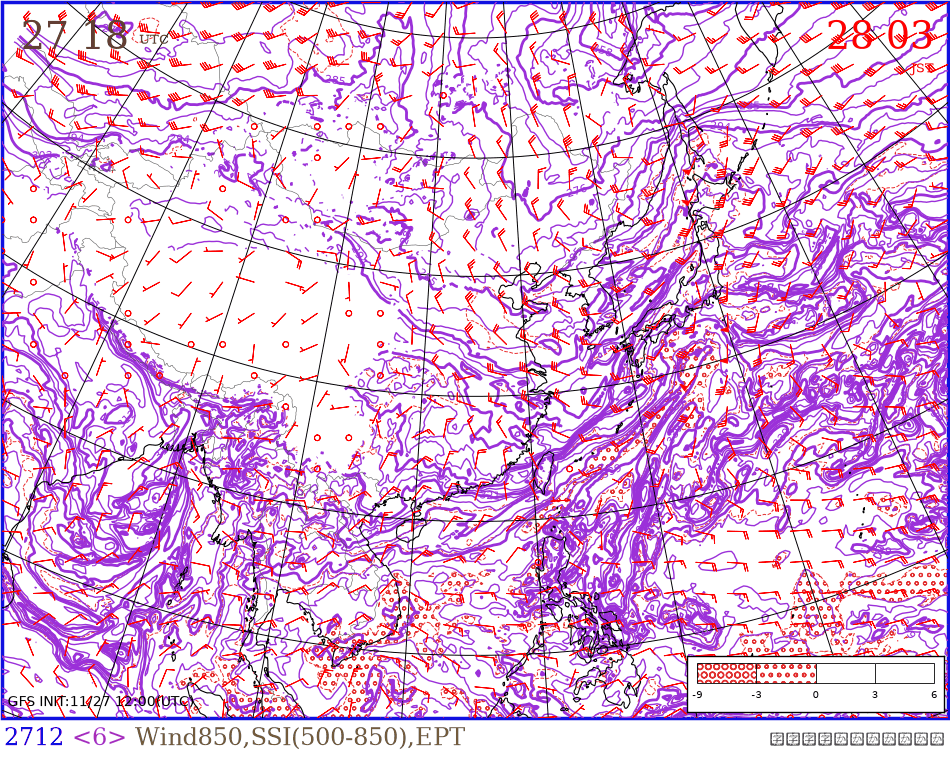 27 18 UTC 28 03
JST
GFS INIT:11/27 12:00(UTC)
-9 -3 0 3 6
2712 <6> Wind850,SSI(500-850),EPT